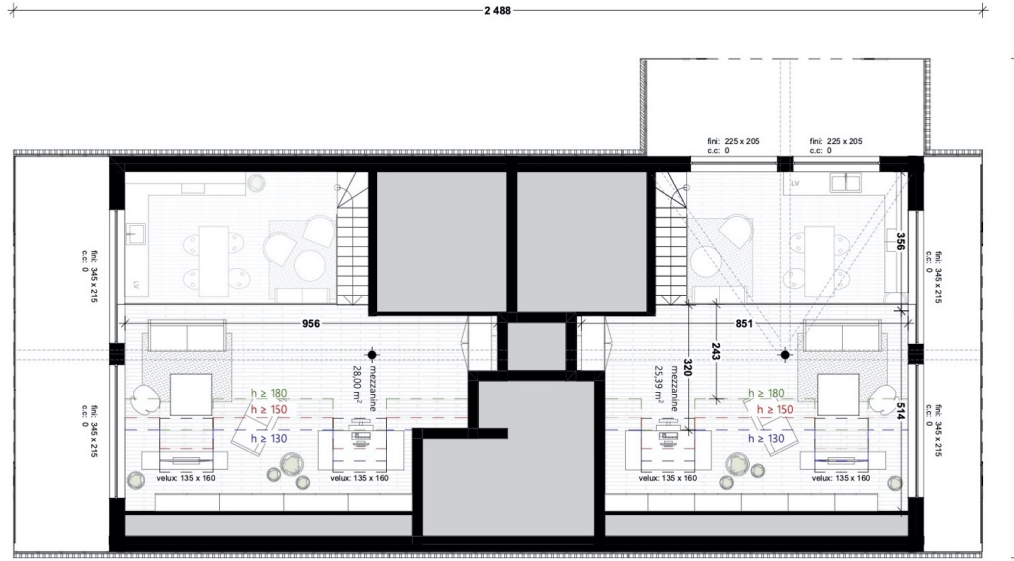 2 488
fini: 225 x 205
c.c: 0
fini: 225 x 205
c.c: 0
LV
LV
356
fini: 345 x 215
c.c: 0
fini: 345 x 215
c.c: 0
956
851
243
320
mezzanine
28,00 m²
mezzanine
25,39 m²
h ≥ 180
h ≥ 150
h ≥ 130
h ≥ 180
h ≥ 150
h ≥ 130
514
fini: 345 x 215
c.c: 0
fini: 345 x 215
c.c: 0
velux: 135 x 160
velux: 135 x 160
velux: 135 x 160
velux: 135 x 160